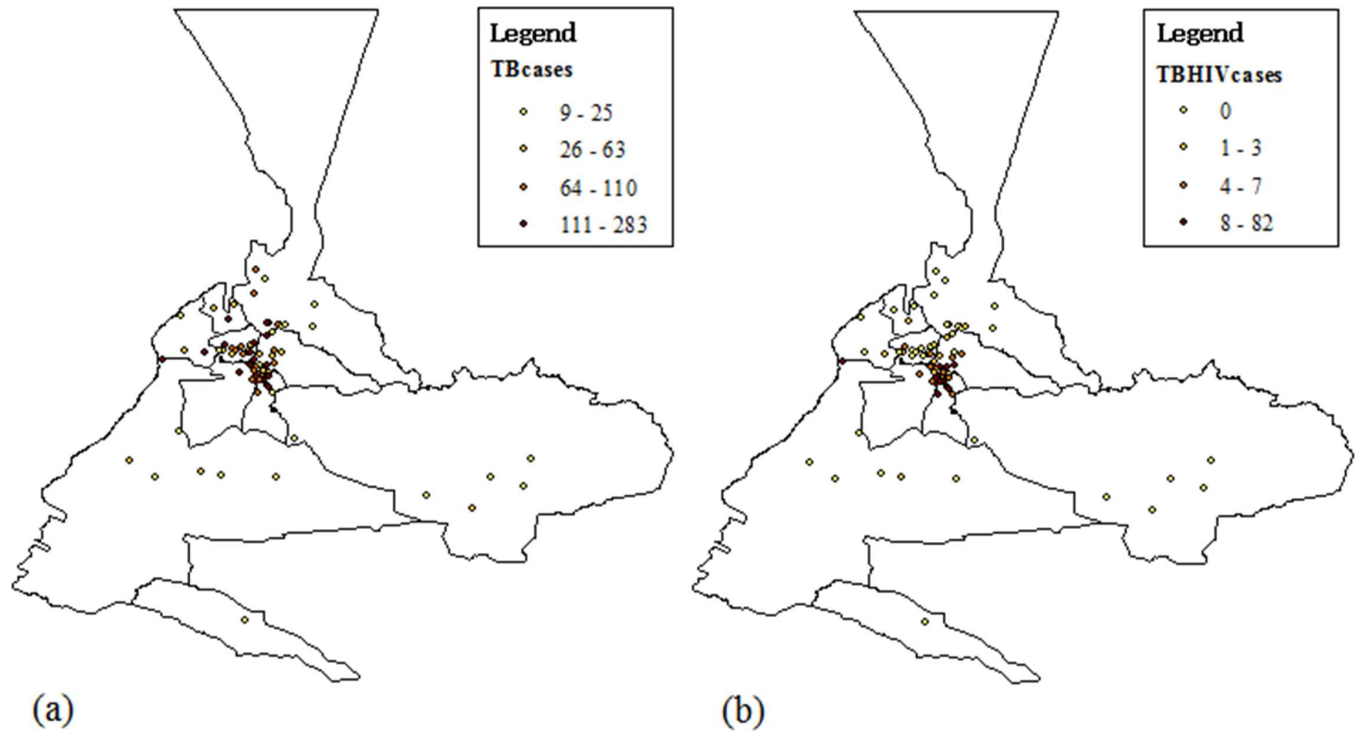 Legend
TBcases
9 - 25
26 - 63
64 - 110
111 - 283
Legend
TBHIVcases
0
1 - 3
4 - 7
8 - 82
(a)
(b)